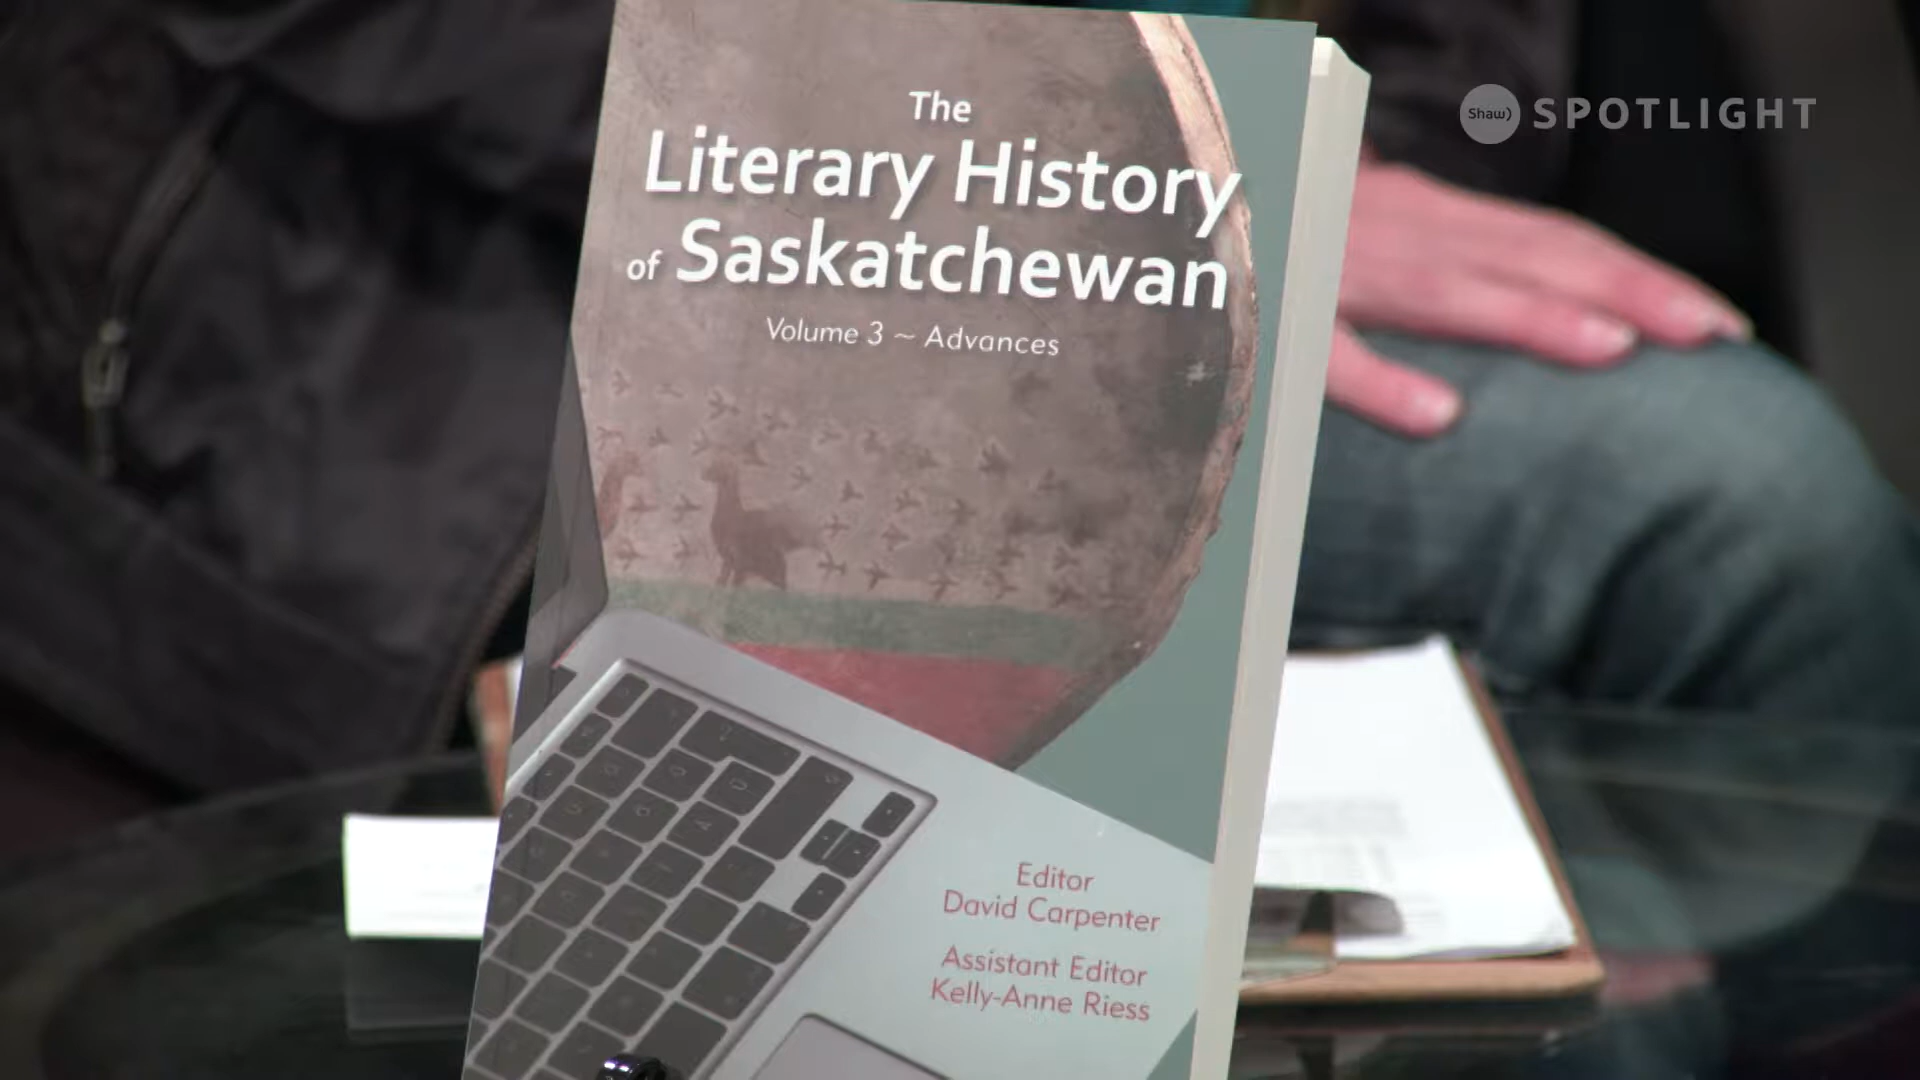 The
Literary History
of Saskatchewan
Volume 3 ~ Advances
Editor
David Carpenter
Assistant Editor
Kelly-Anne Riess
Shaw) SPOTLIGHT